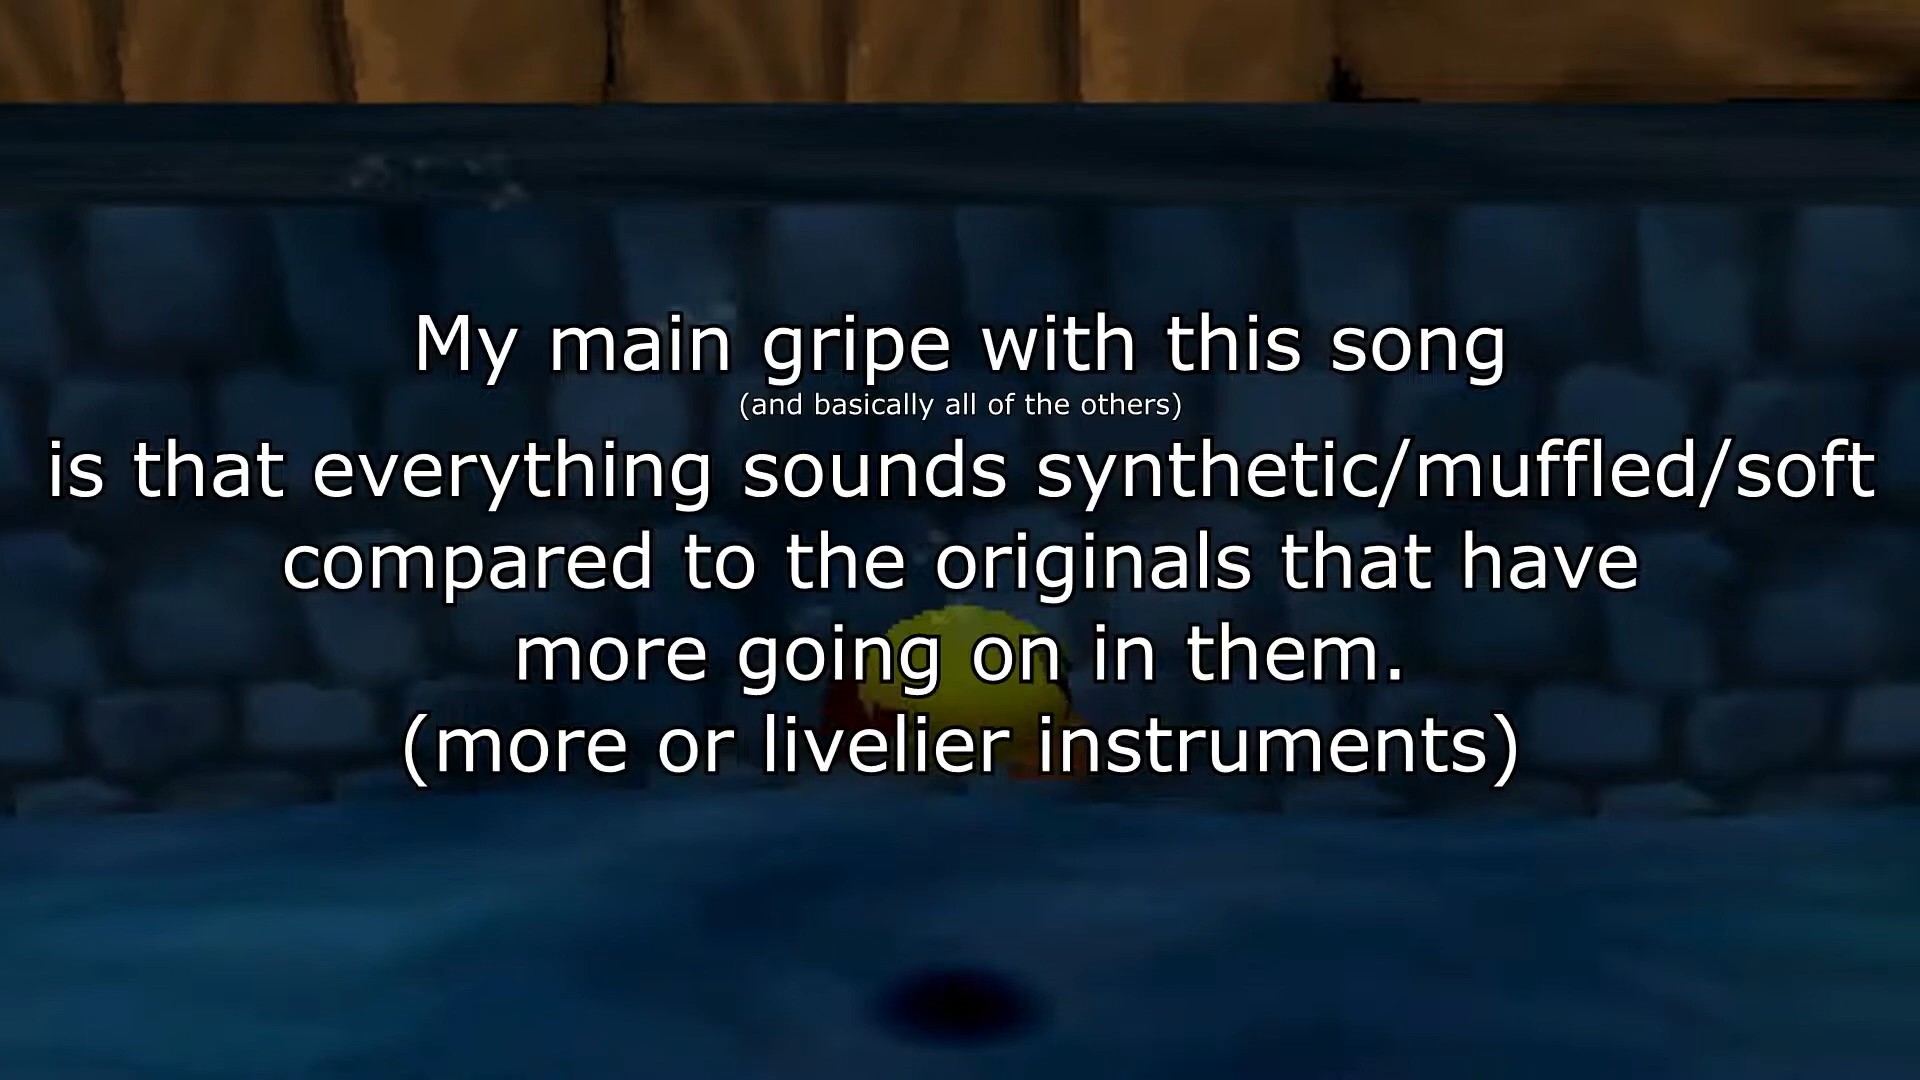 My main gripe with this song
(and basically all of the others)
is that everything sounds synthetic/muffled/soft
compared to the originals that have
more going on in them.
(more or livelier instruments)